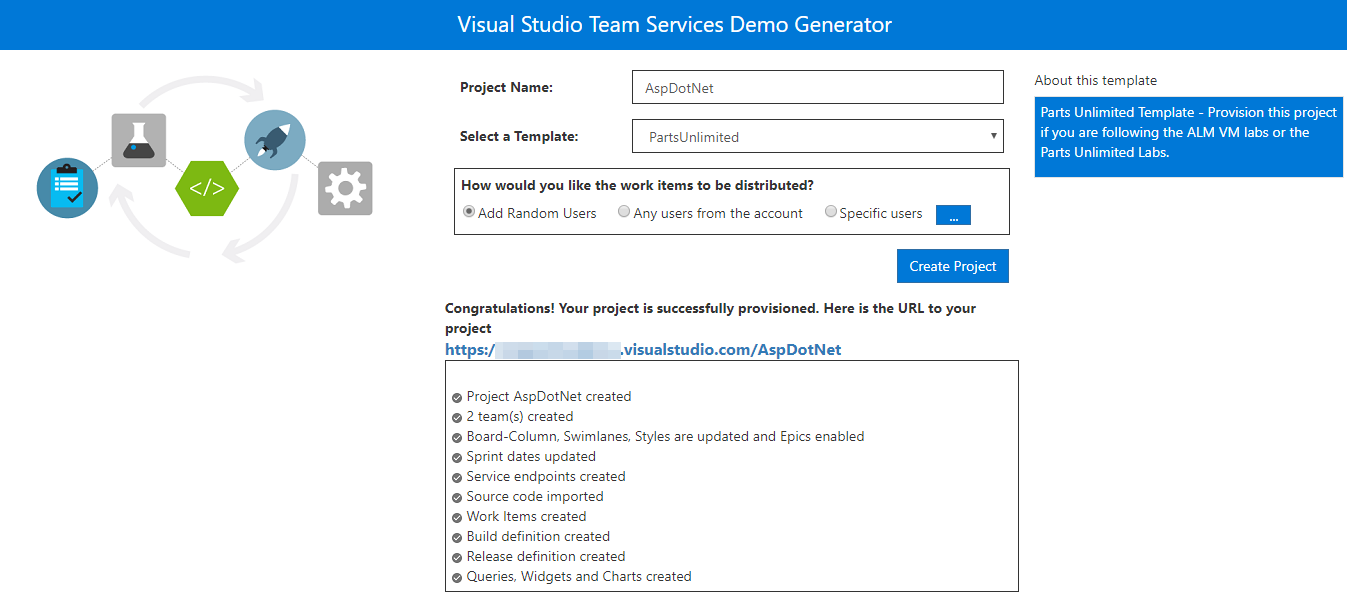 Visual Studio Team Services Demo Generator
Project Name:
AspDotNet
Select a Template:
PartsUnlimited
How would you like the work items to be distributed?
Add Random Users
Any users from the account
Specific users
...
Create Project
About this template
Parts Unlimited Template - Provision this project
if you are following the ALM VM labs or the
Parts Unlimited Labs.
Congratulations! Your project is successfully provisioned. Here is the URL to your
project
https:/ .visualstudio.com/AspDotNet
Project AspDotNet created
2 team(s) created
Board-Column, Swimlanes, Styles are updated and Epics enabled
Sprint dates updated
Service endpoints created
Source code imported
Work Items created
Build definition created
Release definition created
Queries, Widgets and Charts created